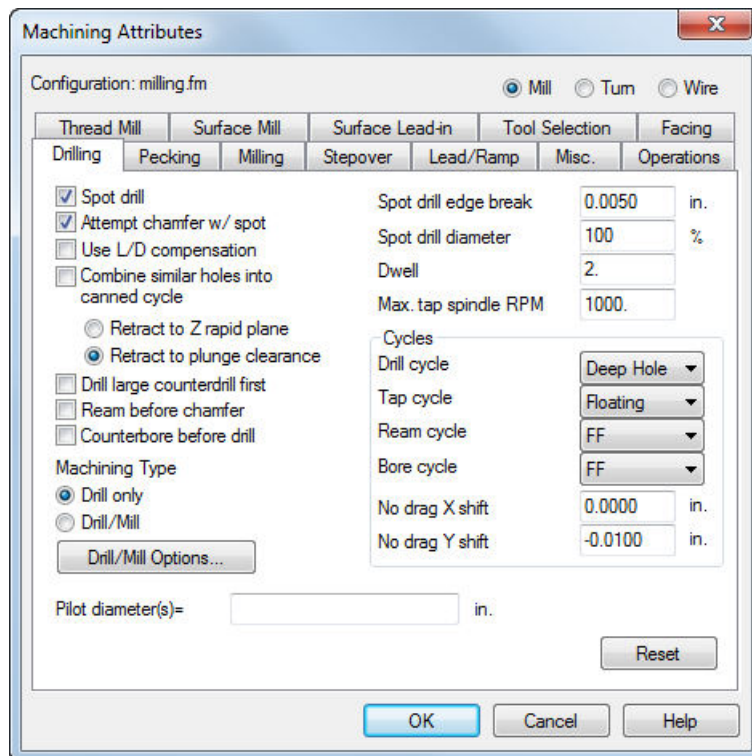 Machining Attributes
Configuration: milling.fm
Mill
Turn
Wire
Thread Mill
Surface Mill
Surface Lead-in
Tool Selection
Facing
Drilling
Pecking
Milling
Stepover
Lead/Ramp
Misc.
Operations
Spot drill
Attempt chamfer w/ spot
Use L/D compensation
Combine similar holes into
canned cycle
Retract to Z rapid plane
Retract to plunge clearance
Drill large counterdrill first
Ream before chamfer
Counterbore before drill
Machining Type
Drill only
Drill/Mill
Drill/Mill Options...
Spot drill edge break 0.0050 in.
Spot drill diameter 100 %
Dwell 2.
Max. tap spindle RPM 1000.
Cycles
Drill cycle Deep Hole
Tap cycle Floating
Ream cycle FF
Bore cycle FF
No drag X shift 0.0000 in.
No drag Y shift -0.0100 in.
Pilot diameter(s)= in.
Reset
OK
Cancel
Help